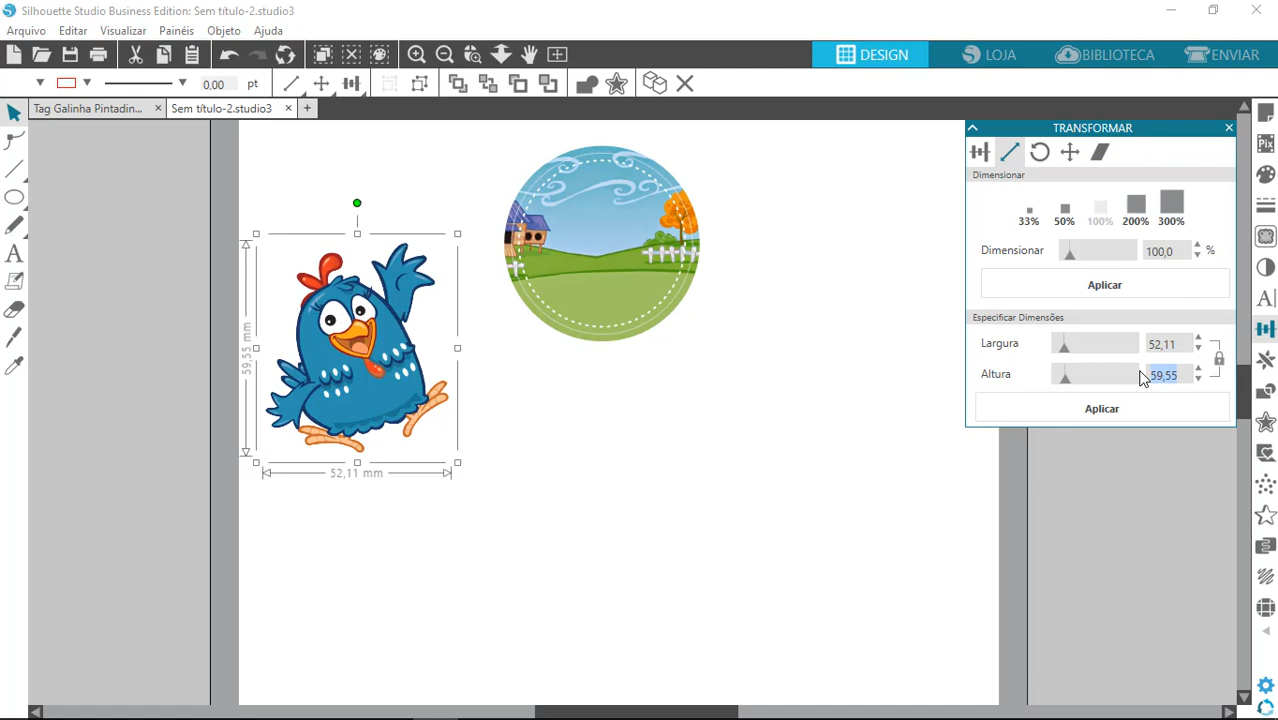 Silhouette Studio Business Edition: Sem título-2.studio3
Arquivo Editar Visualizar Painéis Objeto Ajuda
DESIGN LOJA BIBLIOTECA ENVIAR
0,00 pt
Tag Galinha Pintadin... Sem título-2.studio3
TRANSFORMAR
Dimensionar
33% 50% 100% 200% 300%
Dimensionar 100,0 %
Aplicar
Especificar Dimensões
Largura 52,11
Altura 59,55
Aplicar
59,55 mm
52,11 mm
Pix